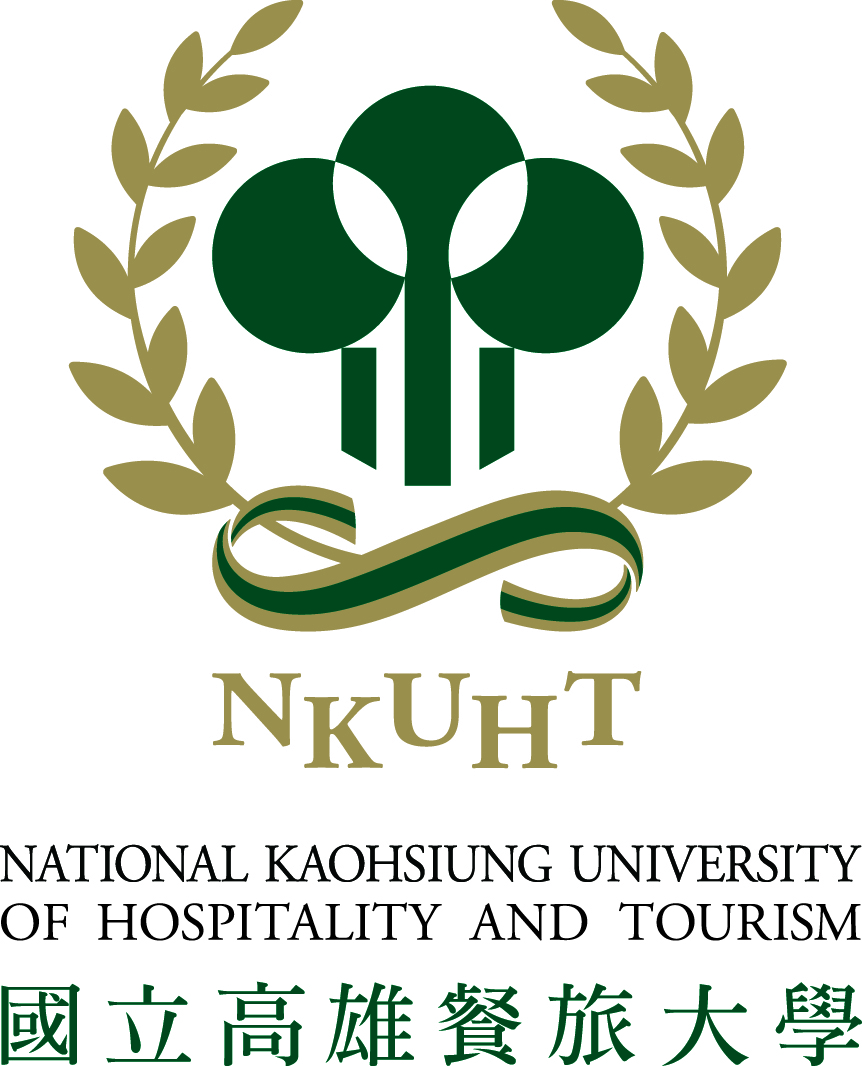 NKUHT
NATIONAL KAOHSIUNG UNIVERSITY
OF HOSPITALITY AND TOURISM
國立高雄餐旅大學